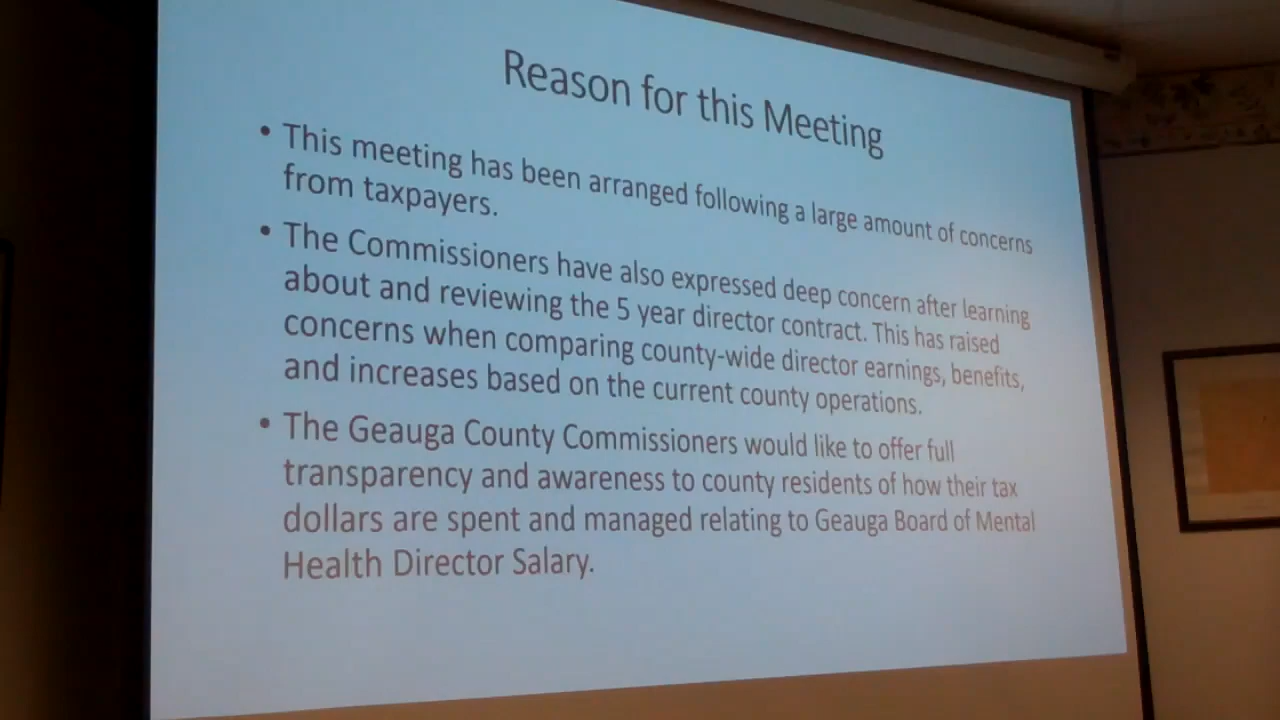 Reason for this Meeting
• This meeting has been arranged following a large amount of concerns
from taxpayers.
• The Commissioners have also expressed deep concern after learning
about and reviewing the 5 year director contract. This has raised
concerns when comparing county-wide director earnings, benefits,
and increases based on the current county operations.
• The Geauga County Commissioners would like to offer full
transparency and awareness to county residents of how their tax
dollars are spent and managed relating to Geauga Board of Mental
Health Director Salary.